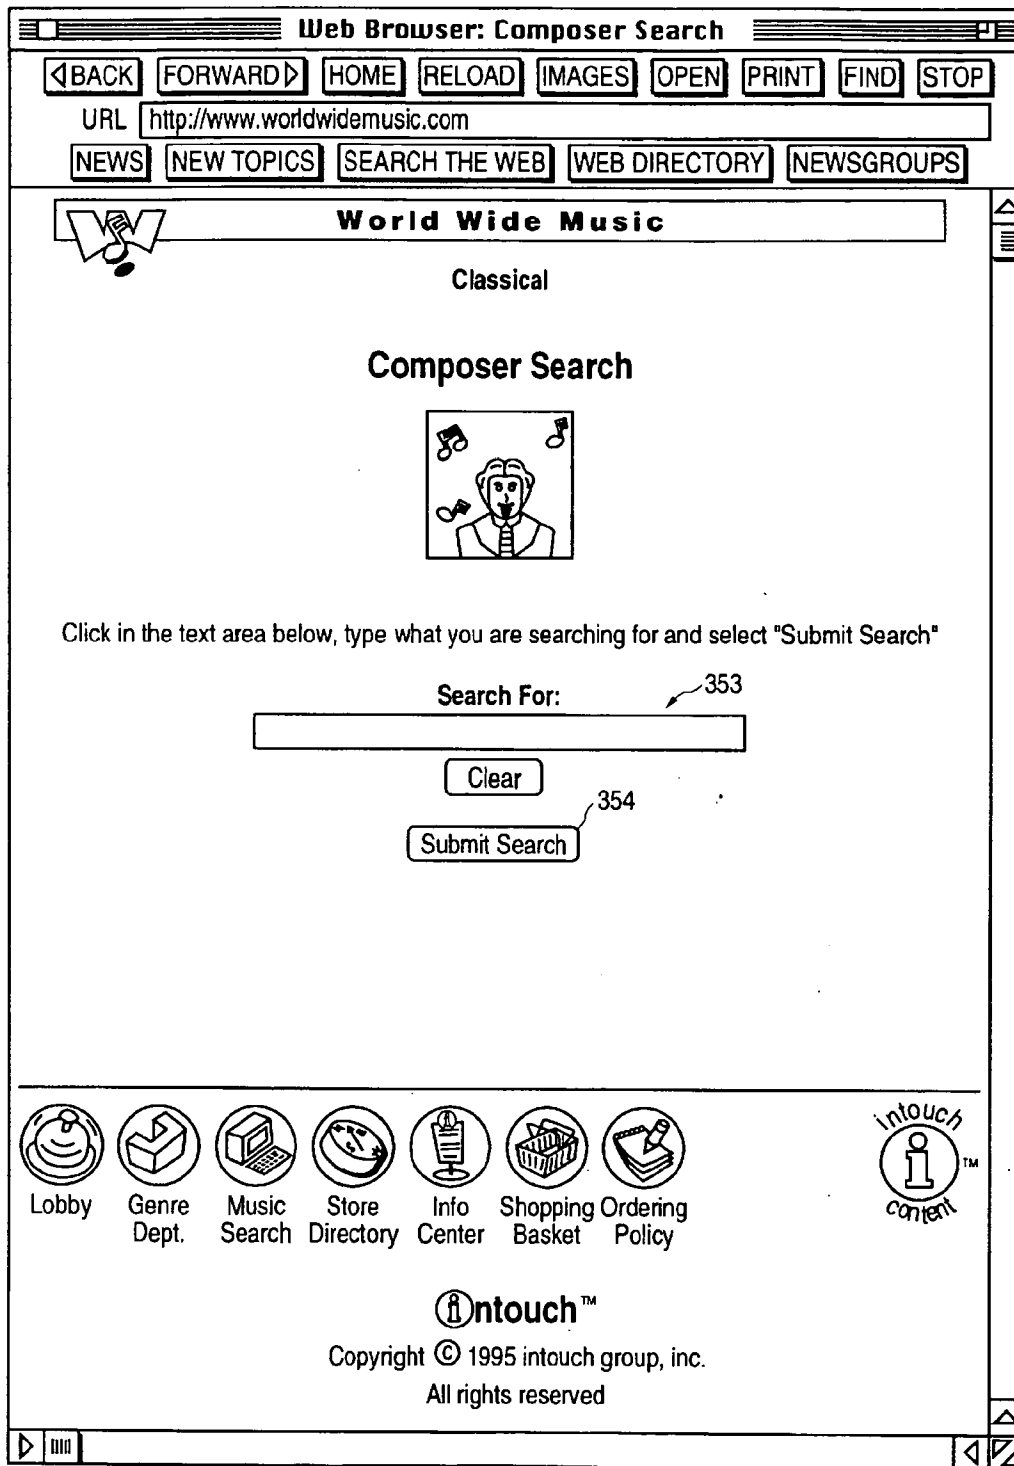 Web Browser: Composer Search
BACK FORWARD HOME RELOAD IMAGES OPEN PRINT FIND STOP
URL http://www.worldwidemusic.com
NEWS NEW TOPICS SEARCH THE WEB WEB DIRECTORY NEWSGROUPS
World Wide Music
Classical
Composer Search
Click in the text area below, type what you are searching for and select "Submit Search"
Search For:
353
Clear
354
Submit Search
Lobby
Genre
Dept.
Music
Search
Store
Directory
Info
Center
Shopping
Basket
Ordering
Policy
intouch
i
TM
content
intouch™
Copyright © 1995 intouch group, inc.
All rights reserved